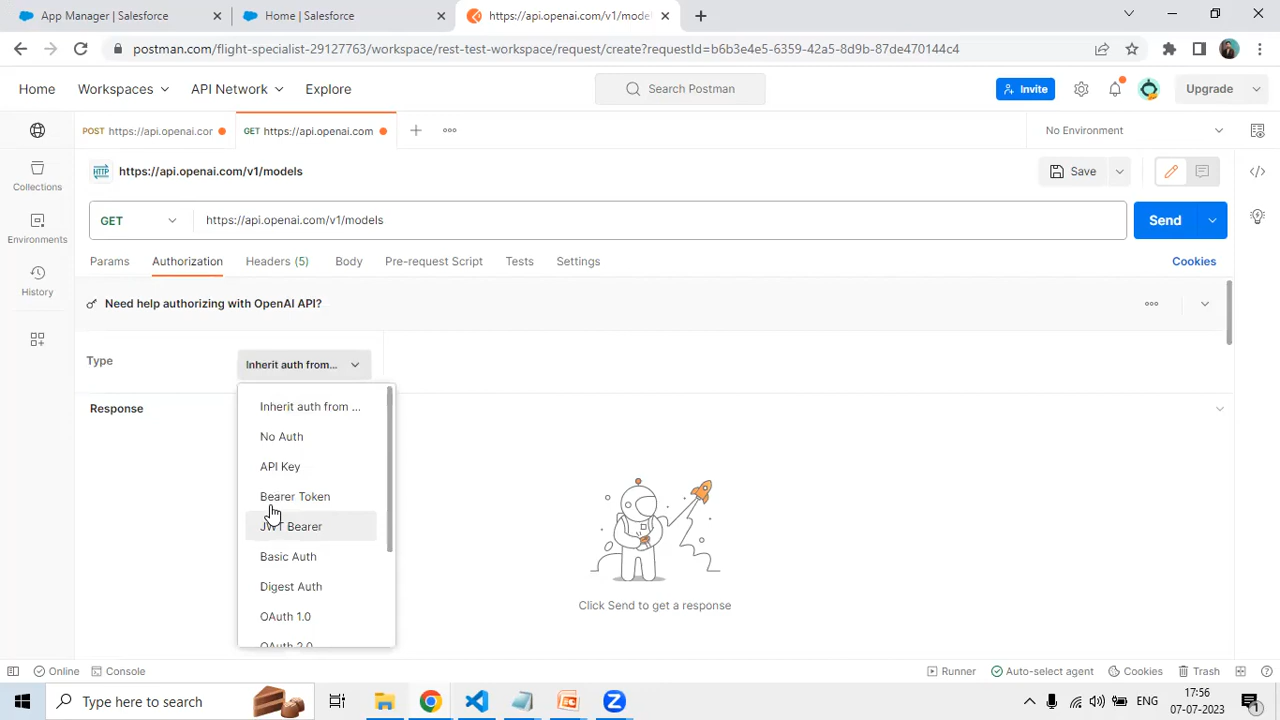 App Manager | Salesforce
Home | Salesforce
https://api.openai.com/v1/mode
postman.com/flight-specialist-29127763/workspace/rest-test-workspace/request/create?requestId=b6b3e4e5-6359-42a5-8d9b-87de470144c4
Home
Workspaces
API Network
Explore
Search Postman
Invite
Upgrade
POST https://api.openai.cor
GET https://api.openai.com
No Environment
HTTP
https://api.openai.com/v1/models
Save
Collections
GET
https://api.openai.com/v1/models
Send
Environments
Params
Authorization
Headers (5)
Body
Pre-request Script
Tests
Settings
Cookies
History
Need help authorizing with OpenAI API?
Type
Inherit auth from...
Response
Inherit auth from ...
No Auth
API Key
Bearer Token
JWT Bearer
Basic Auth
Digest Auth
OAuth 1.0
OAuth 2.0
Click Send to get a response
Online
Console
Runner
Auto-select agent
Cookies
Trash
Type here to search
ENG
17:56
07-07-2023
1